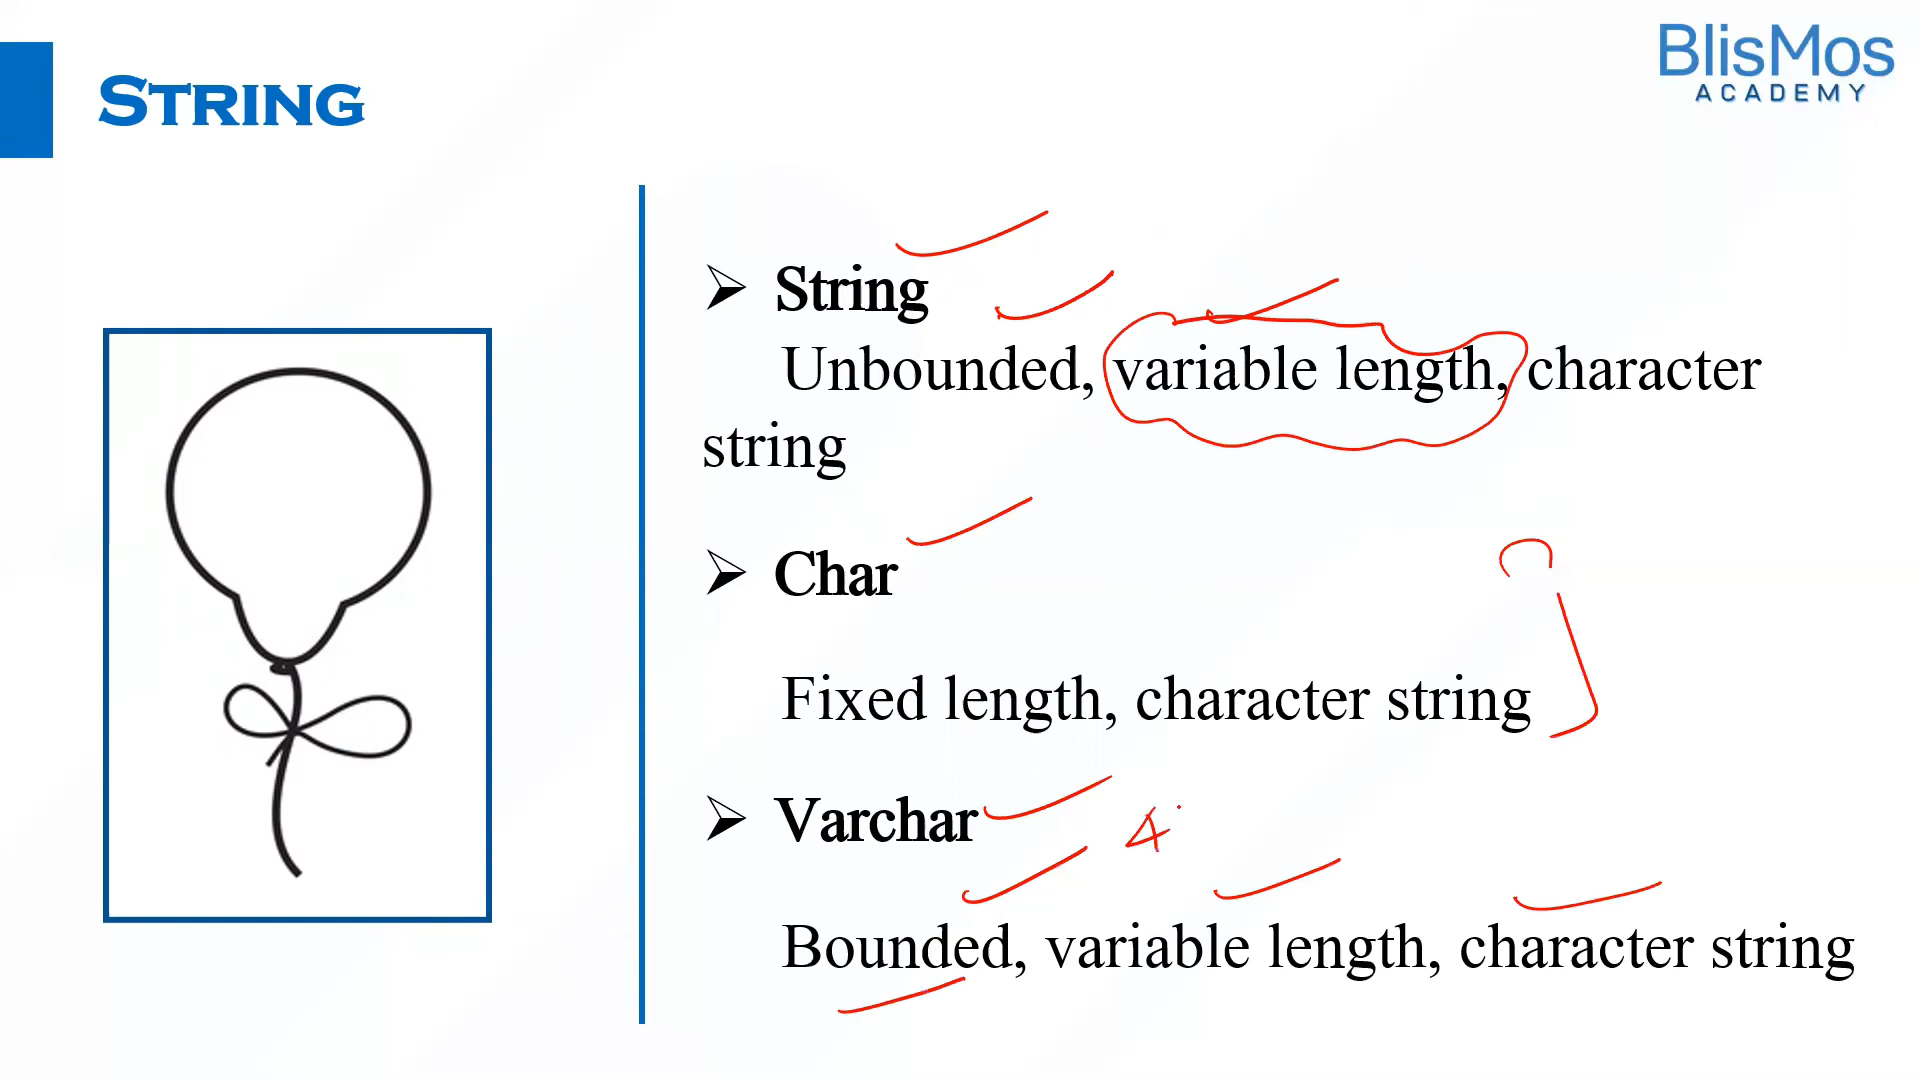 BlisMos
ACADEMY
STRING
➢ String
Unbounded, variable length, character
string
➢ Char
Fixed length, character string
➢ Varchar
4
Bounded, variable length, character string